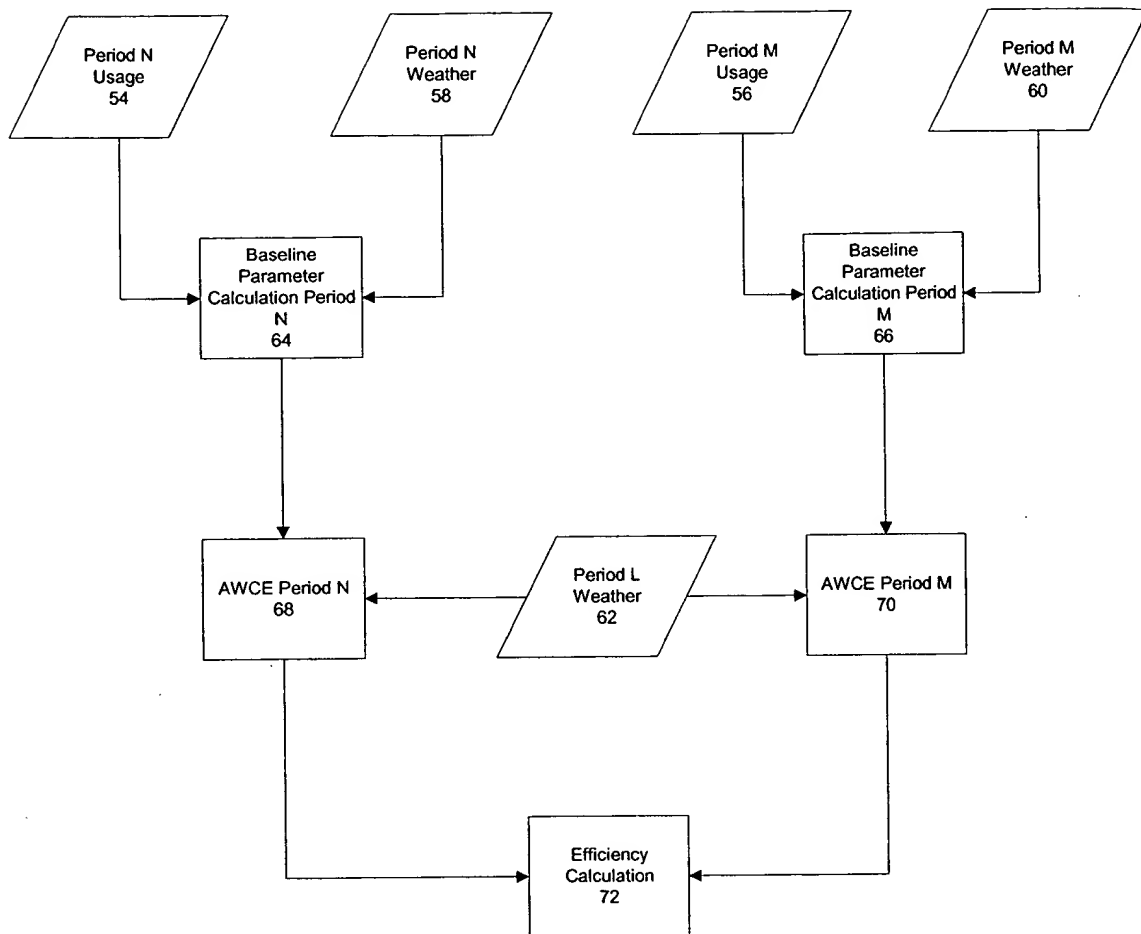 Period N
Usage
54
Period N
Weather
58
Period M
Usage
56
Period M
Weather
60
Baseline
Parameter
Calculation Period
N
64
Baseline
Parameter
Calculation Period
M
66
AWCE Period N
68
Period L
Weather
62
AWCE Period M
70
Efficiency
Calculation
72